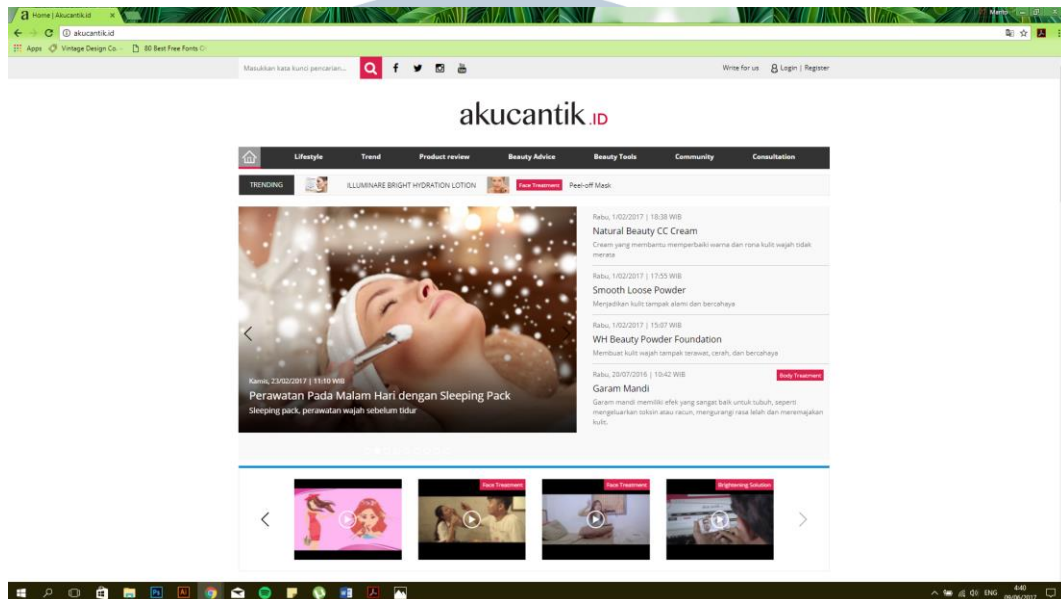 Home | Akucantik.id
akucantik.id
Apps Vintage Design Co. - 80 Best Free Fonts O
Masukkan kata kunci pencarian... Write for us Login | Register
akucantik.ID
Lifestyle Trend Product review Beauty Advice Beauty Tools Community Consultation
TRENDING ILLUMINARE BRIGHT HYDRATION LOTION Face Treatment Peel-off Mask
Rabu, 1/02/2017 | 18:38 WIB
Natural Beauty CC Cream
Cream yang membantu memperbaiki warna dan rona kulit wajah tidak
merata
Rabu, 1/02/2017 | 17:55 WIB
Smooth Loose Powder
Menjadikan kulit tampak alami dan bercahaya
Rabu, 1/02/2017 | 15:07 WIB
WH Beauty Powder Foundation
Membuat kulit wajah tampak terawat, cerah, dan bercahaya
Rabu, 20/07/2016 | 10:42 WIB Body Treatment
Garam Mandi
Garam mandi memiliki efek yang sangat baik untuk tubuh, seperti
mengeluarkan toksin atau racun, mengurangi rasa lelah dan meremajakan
kulit.
Kamis, 23/02/2017 | 11:10 WIB
Perawatan Pada Malam Hari dengan Sleeping Pack
Sleeping pack, perawatan wajah sebelum tidur
Face Treatment Face Treatment Brightening Solution
ENG 4:40
09/06/2017